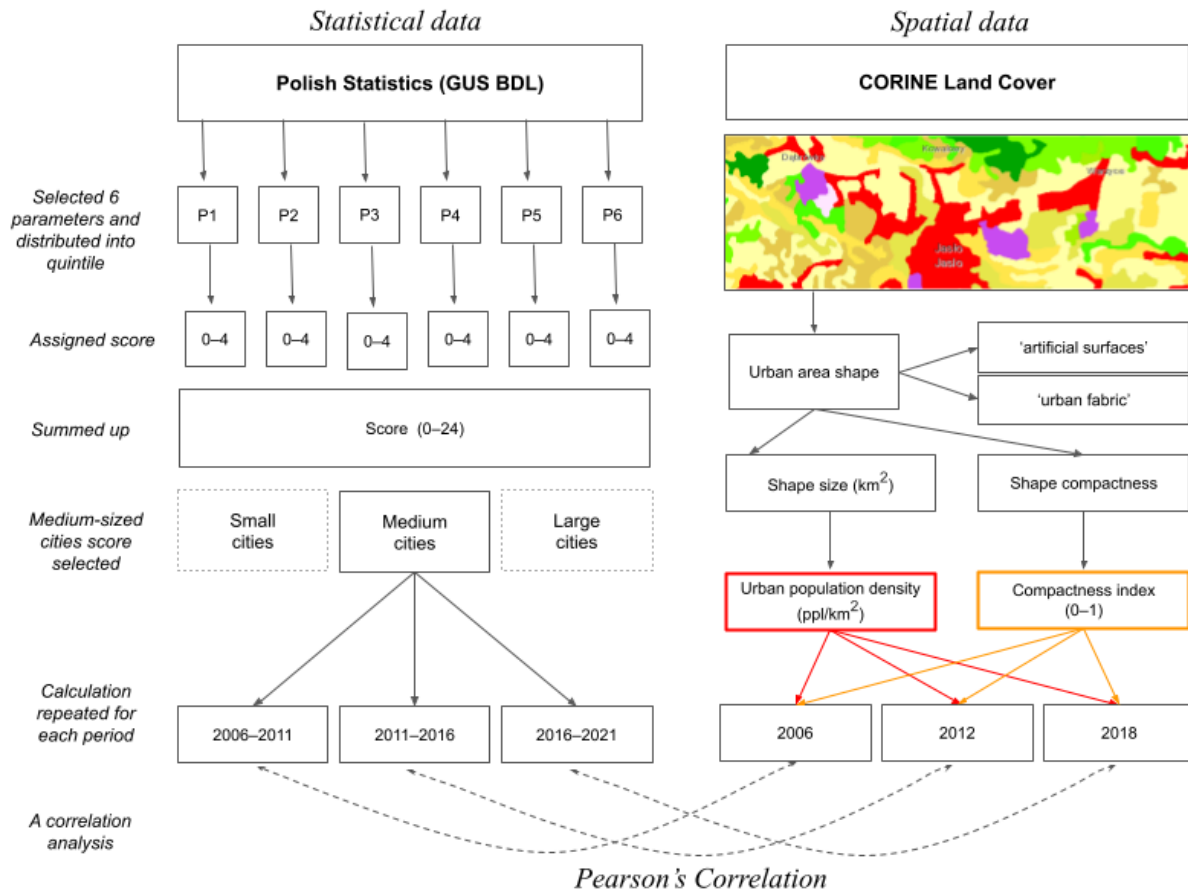 Statistical data
Spatial data
Polish Statistics (GUS BDL)
CORINE Land Cover
Selected 6
parameters and
distributed into
quintile
P1
P2
P3
P4
P5
P6
Jasło
Jasło
Assigned score
0–4
0–4
0–4
0–4
0–4
0–4
Urban area shape
‘artificial surfaces’
‘urban fabric’
Summed up
Score (0–24)
Shape size (km²)
Shape compactness
Medium-sized
cities score
selected
Small
cities
Medium
cities
Large
cities
Urban population density
(ppl/km²)
Compactness index
(0–1)
Calculation
repeated for
each period
2006–2011
2011–2016
2016–2021
2006
2012
2018
A correlation
analysis
Pearson’s Correlation